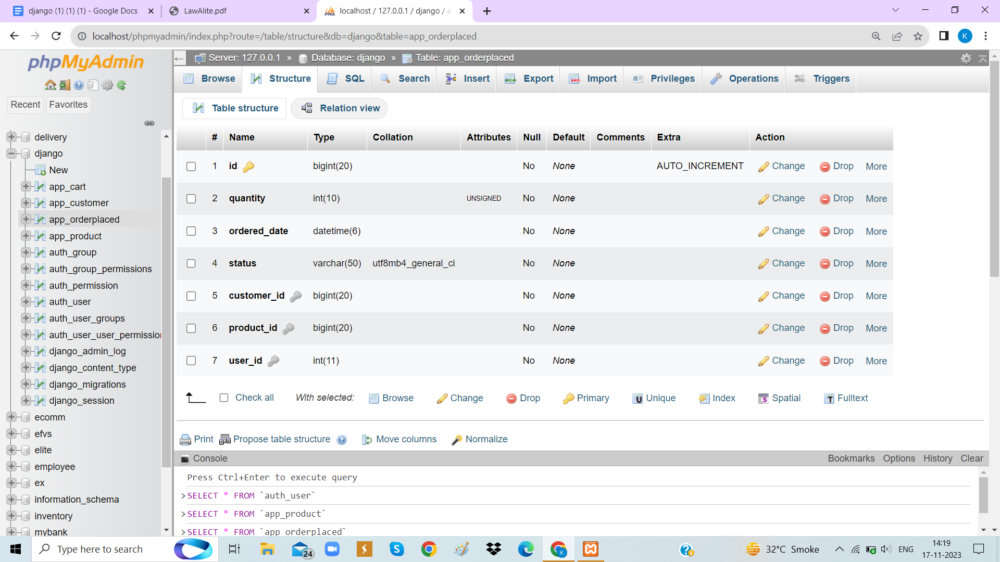 django (1) (1) (1) - Google Docs
LawAlite.pdf
localhost / 127.0.0.1 / django / a
localhost/phpmyadmin/index.php?route=/table/structure&db=django&table=app_orderplaced
K
phpMyAdmin
Recent Favorites
delivery
django
New
app_cart
app_customer
app_orderplaced
app_product
auth_group
auth_group_permissions
auth_permission
auth_user
auth_user_groups
auth_user_user_permission
django_admin_log
django_content_type
django_migrations
django_session
ecomm
efvs
elite
employee
ex
information_schema
inventory
mybank
Server: 127.0.0.1 » Database: django » Table: app_orderplaced
Browse Structure SQL Search Insert Export Import Privileges Operations Triggers
Table structure Relation view
# Name Type Collation Attributes Null Default Comments Extra Action
1 id bigint(20) No None AUTO_INCREMENT Change Drop More
2 quantity int(10) UNSIGNED No None Change Drop More
3 ordered_date datetime(6) No None Change Drop More
4 status varchar(50) utf8mb4_general_ci No None Change Drop More
5 customer_id bigint(20) No None Change Drop More
6 product_id bigint(20) No None Change Drop More
7 user_id int(11) No None Change Drop More
Check all With selected: Browse Change Drop Primary Unique Index Spatial Fulltext
Print Propose table structure Move columns Normalize
Console Bookmarks Options History Clear
Press Ctrl+Enter to execute query
>SELECT * FROM `auth_user`
>SELECT * FROM `app_product`
>SELECT * FROM `app_orderplaced`
Type here to search
24
32°C Smoke
ENG
14:19
17-11-2023